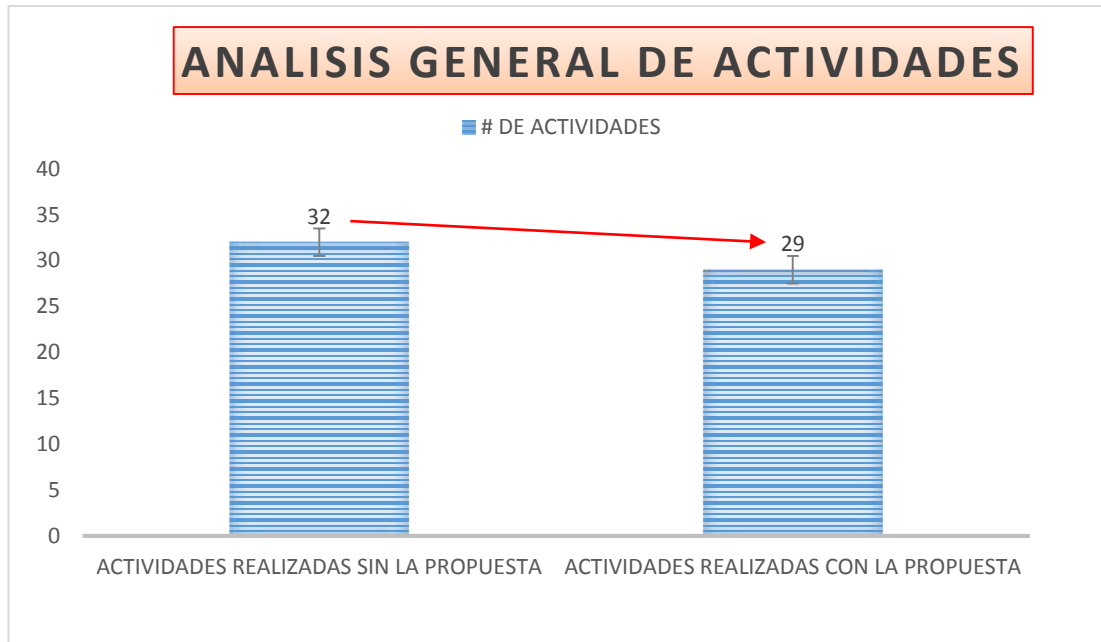 ANALISIS GENERAL DE ACTIVIDADES
# DE ACTIVIDADES
40
35
30
25
20
15
10
5
0
32
29
ACTIVIDADES REALIZADAS SIN LA PROPUESTA
ACTIVIDADES REALIZADAS CON LA PROPUESTA